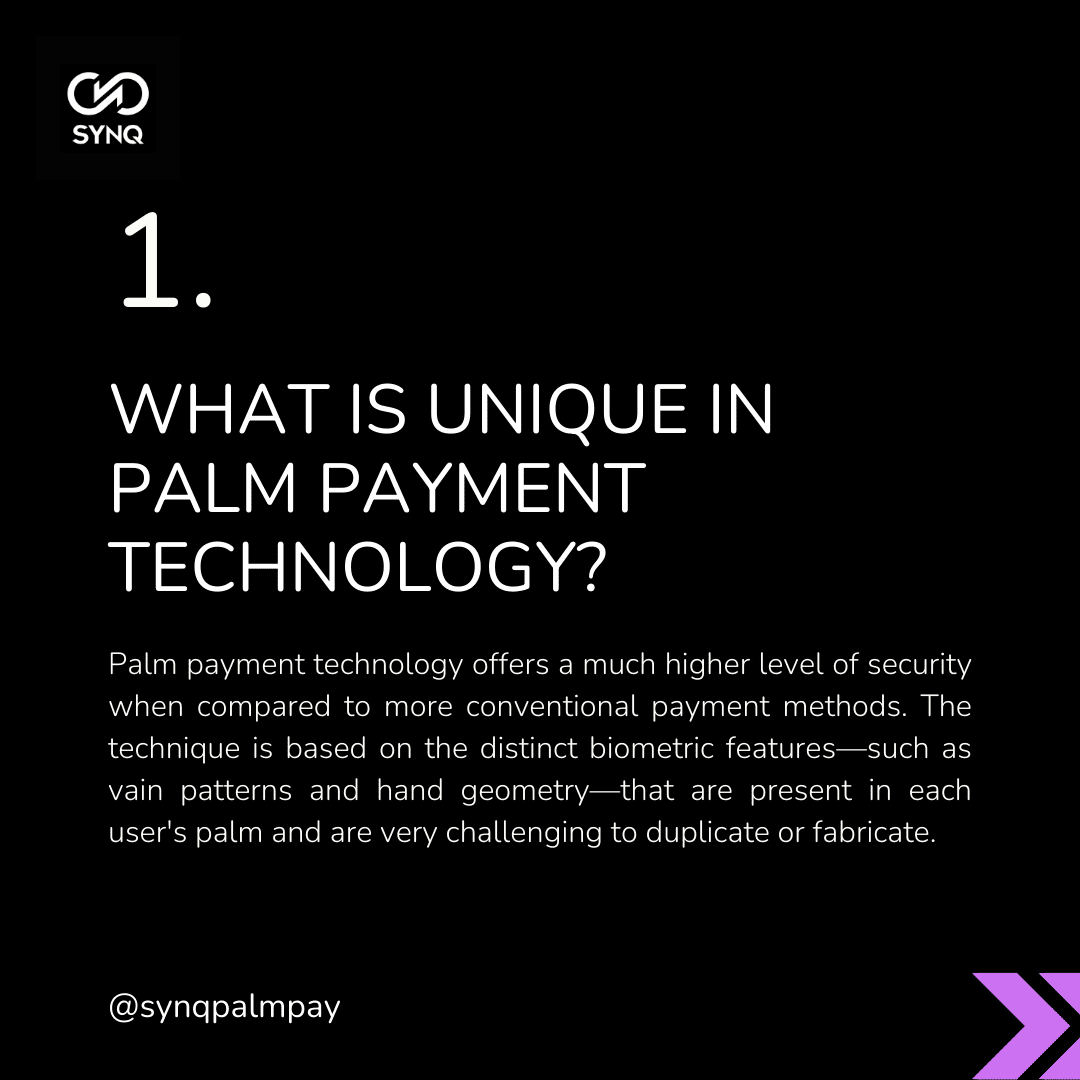 SYNQ
1.
WHAT IS UNIQUE IN
PALM PAYMENT
TECHNOLOGY?
Palm payment technology offers a much higher level of security
when compared to more conventional payment methods. The
technique is based on the distinct biometric features—such as
vain patterns and hand geometry—that are present in each
user's palm and are very challenging to duplicate or fabricate.
@synqpalmpay